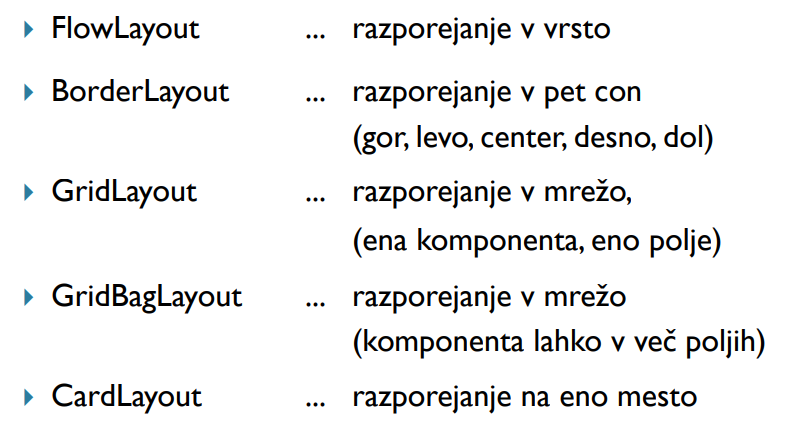 FlowLayout ... razporejanje v vrsto
BorderLayout ... razporejanje v pet con
(gor, levo, center, desno, dol)
GridLayout ... razporejanje v mrežo,
(ena komponenta, eno polje)
GridBagLayout ... razporejanje v mrežo
(komponenta lahko v več poljih)
CardLayout ... razporejanje na eno mesto